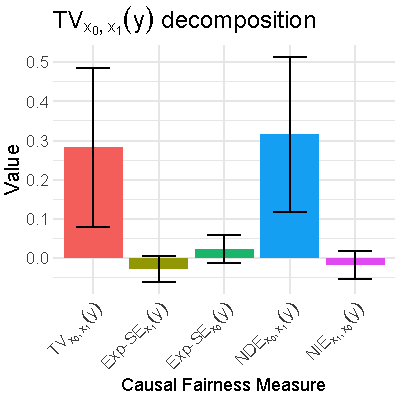 TVx₀, x₁(y) decomposition
Value
0.5
0.4
0.3
0.2
0.1
0.0
TVx₀, x₁(y)
Exp-SEx₁(y)
Exp-SEx₀(y)
NDEx₀, x₁(y)
NIEx₁, x₀(y)
Causal Fairness Measure